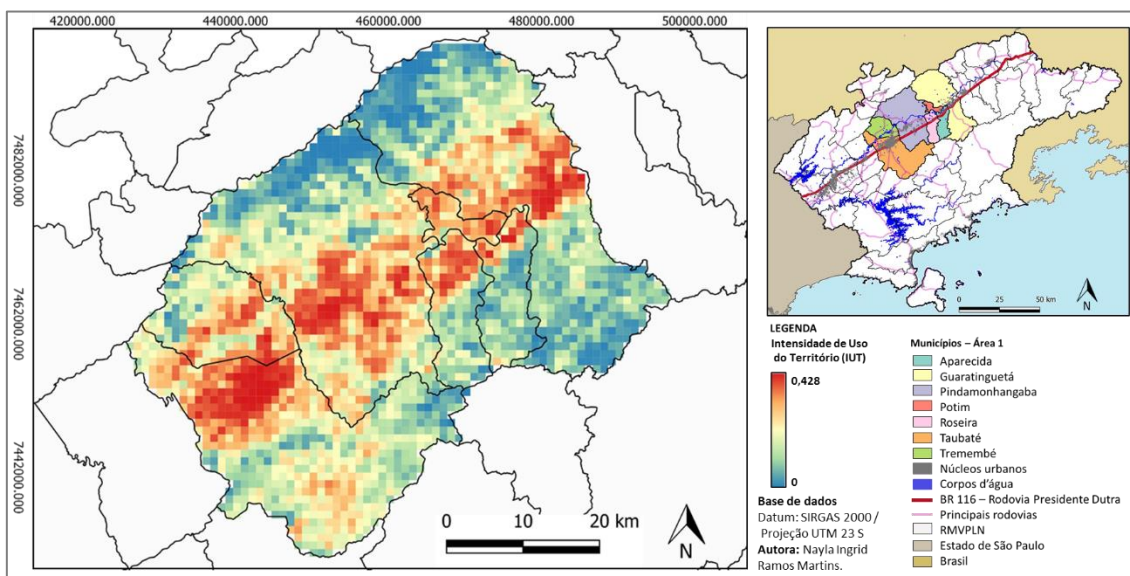 420000.000 440000.000 460000.000 480000.000 500000.000
7482000.000
7462000.000
7442000.000
0 10 20 km
N
0 25 50 km
N
LEGENDA
Intensidade de Uso
do Território (IUT)
0,428
0
Base de dados
Datum: SIRGAS 2000 /
Projeção UTM 23 S
Autora: Nayla Ingrid
Ramos Martins.
Municípios – Área 1
Aparecida
Guaratinguetá
Pindamonhangaba
Potim
Roseira
Taubaté
Tremembé
Núcleos urbanos
Corpos d'água
BR 116 – Rodovia Presidente Dutra
Principais rodovias
RMVPLN
Estado de São Paulo
Brasil